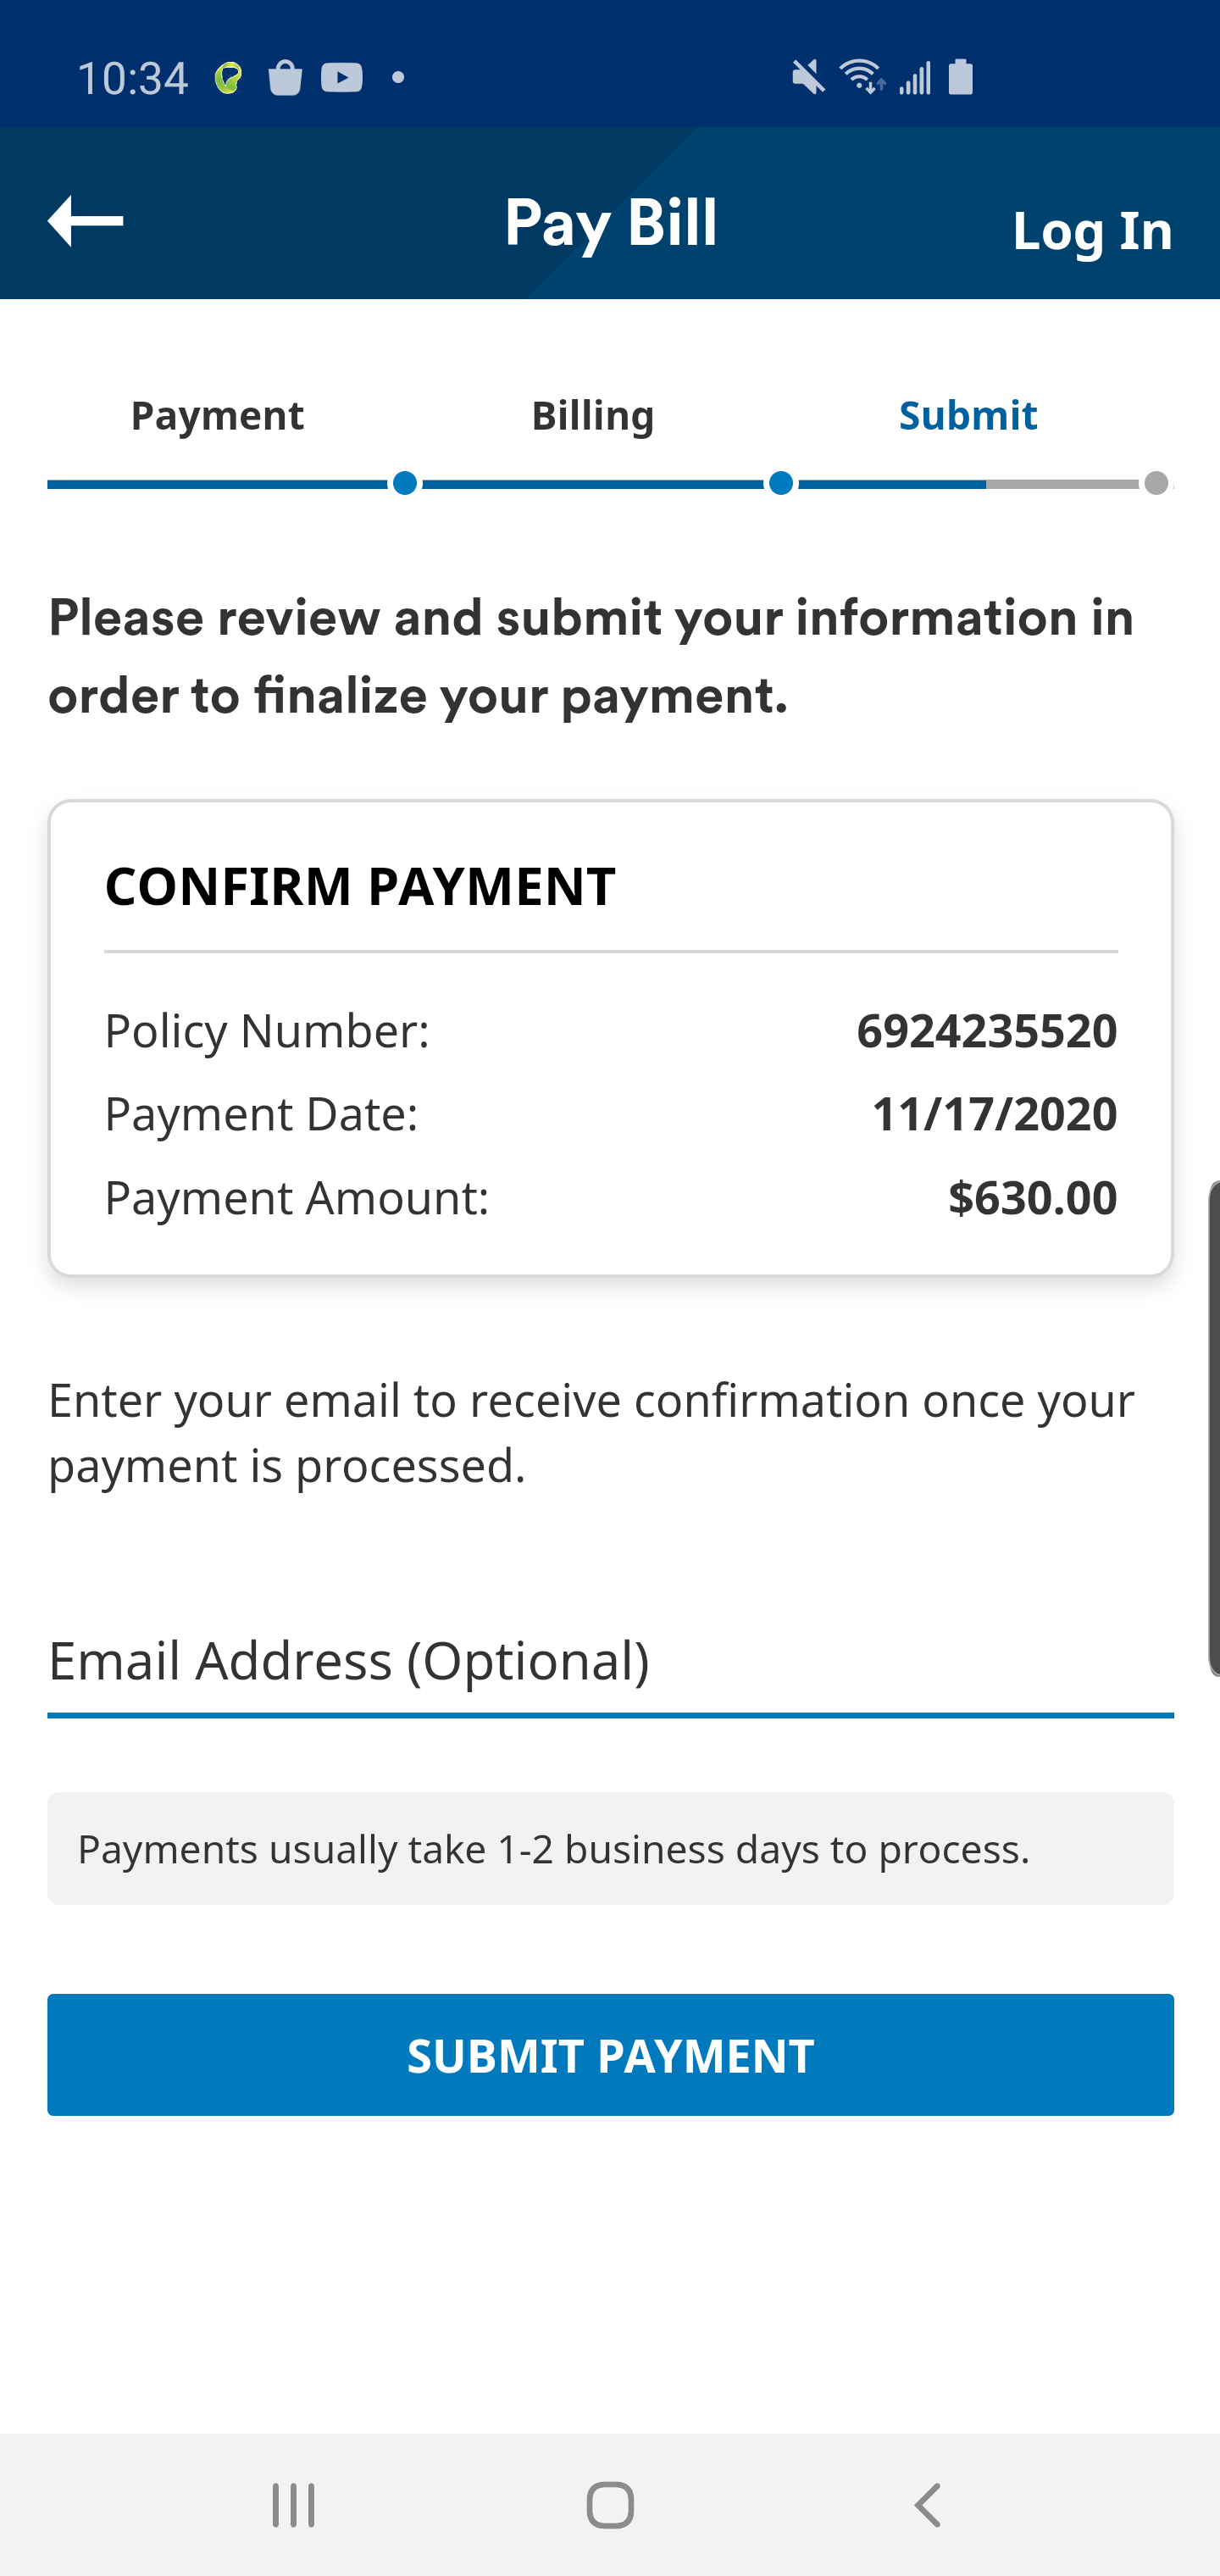 10:34
Pay Bill
Log In
Payment
Billing
Submit
Please review and submit your information in
order to finalize your payment.
CONFIRM PAYMENT
Policy Number: 6924235520
Payment Date: 11/17/2020
Payment Amount: $630.00
Enter your email to receive confirmation once your
payment is processed.
Email Address (Optional)
Payments usually take 1-2 business days to process.
SUBMIT PAYMENT